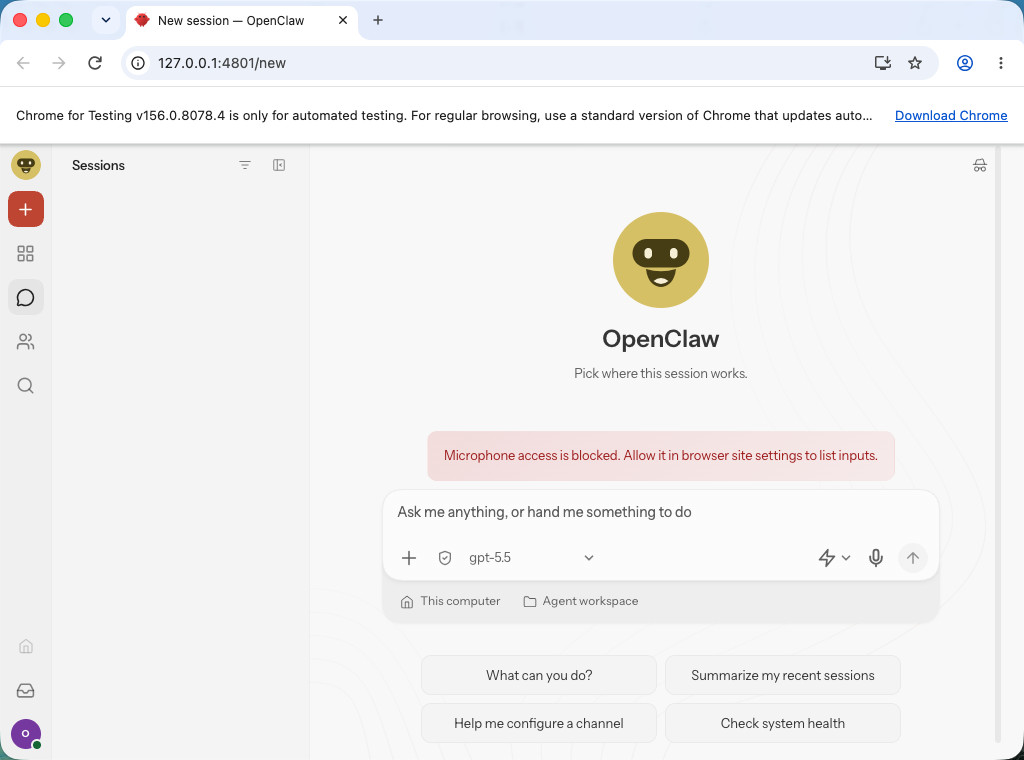 New session — OpenClaw
127.0.0.1:4801/new
Chrome for Testing v156.0.8078.4 is only for automated testing. For regular browsing, use a standard version of Chrome that updates auto...
Download Chrome
Sessions
OpenClaw
Pick where this session works.
Microphone access is blocked. Allow it in browser site settings to list inputs.
Ask me anything, or hand me something to do
gpt-5.5
This computer
Agent workspace
What can you do?
Summarize my recent sessions
Help me configure a channel
Check system health
O